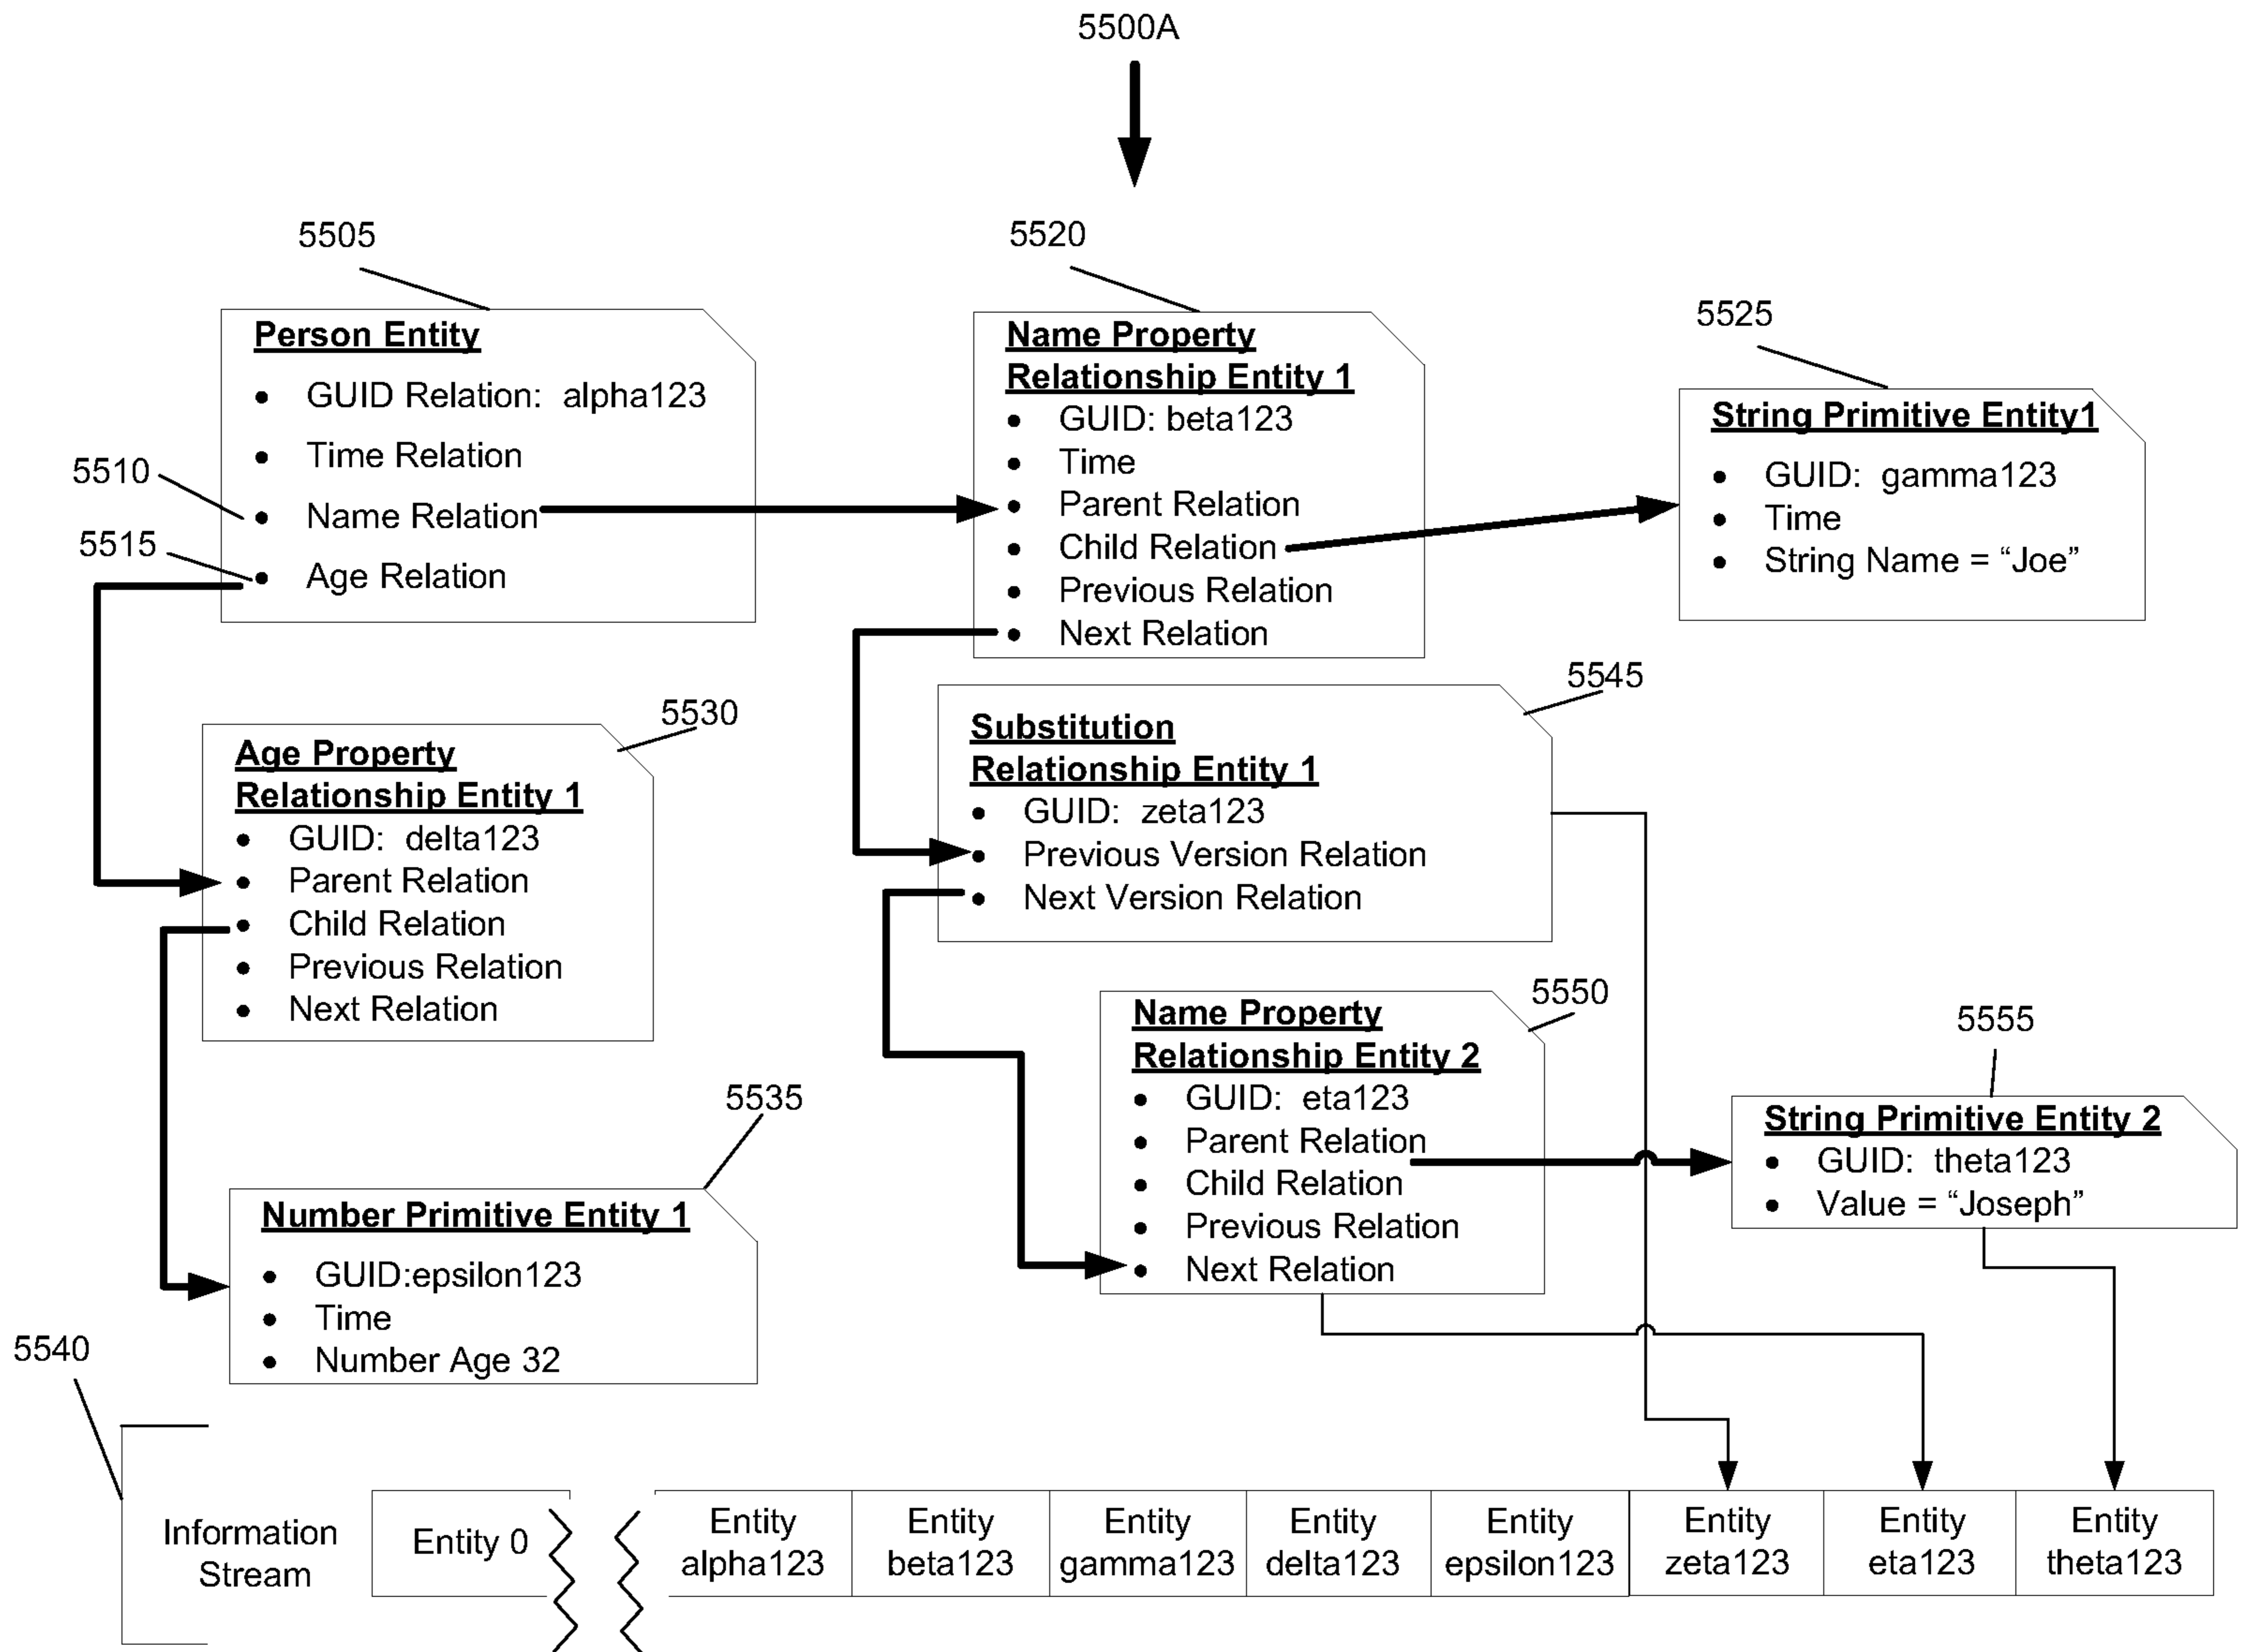 5500A
5505
Person Entity
• GUID Relation: alpha123
• Time Relation
5510
• Name Relation
5515
• Age Relation
5520
Name Property
Relationship Entity 1
• GUID: beta123
• Time
• Parent Relation
• Child Relation
• Previous Relation
• Next Relation
5525
String Primitive Entity1
• GUID: gamma123
• Time
• String Name = “Joe”
5530
Age Property
Relationship Entity 1
• GUID: delta123
• Parent Relation
• Child Relation
• Previous Relation
• Next Relation
5545
Substitution
Relationship Entity 1
• GUID: zeta123
• Previous Version Relation
• Next Version Relation
5550
Name Property
Relationship Entity 2
• GUID: eta123
• Parent Relation
• Child Relation
• Previous Relation
• Next Relation
5555
String Primitive Entity 2
• GUID: theta123
• Value = “Joseph”
5535
Number Primitive Entity 1
• GUID:epsilon123
• Time
• Number Age 32
5540
Information
Stream
Entity 0
Entity
alpha123
Entity
beta123
Entity
gamma123
Entity
delta123
Entity
epsilon123
Entity
zeta123
Entity
eta123
Entity
theta123